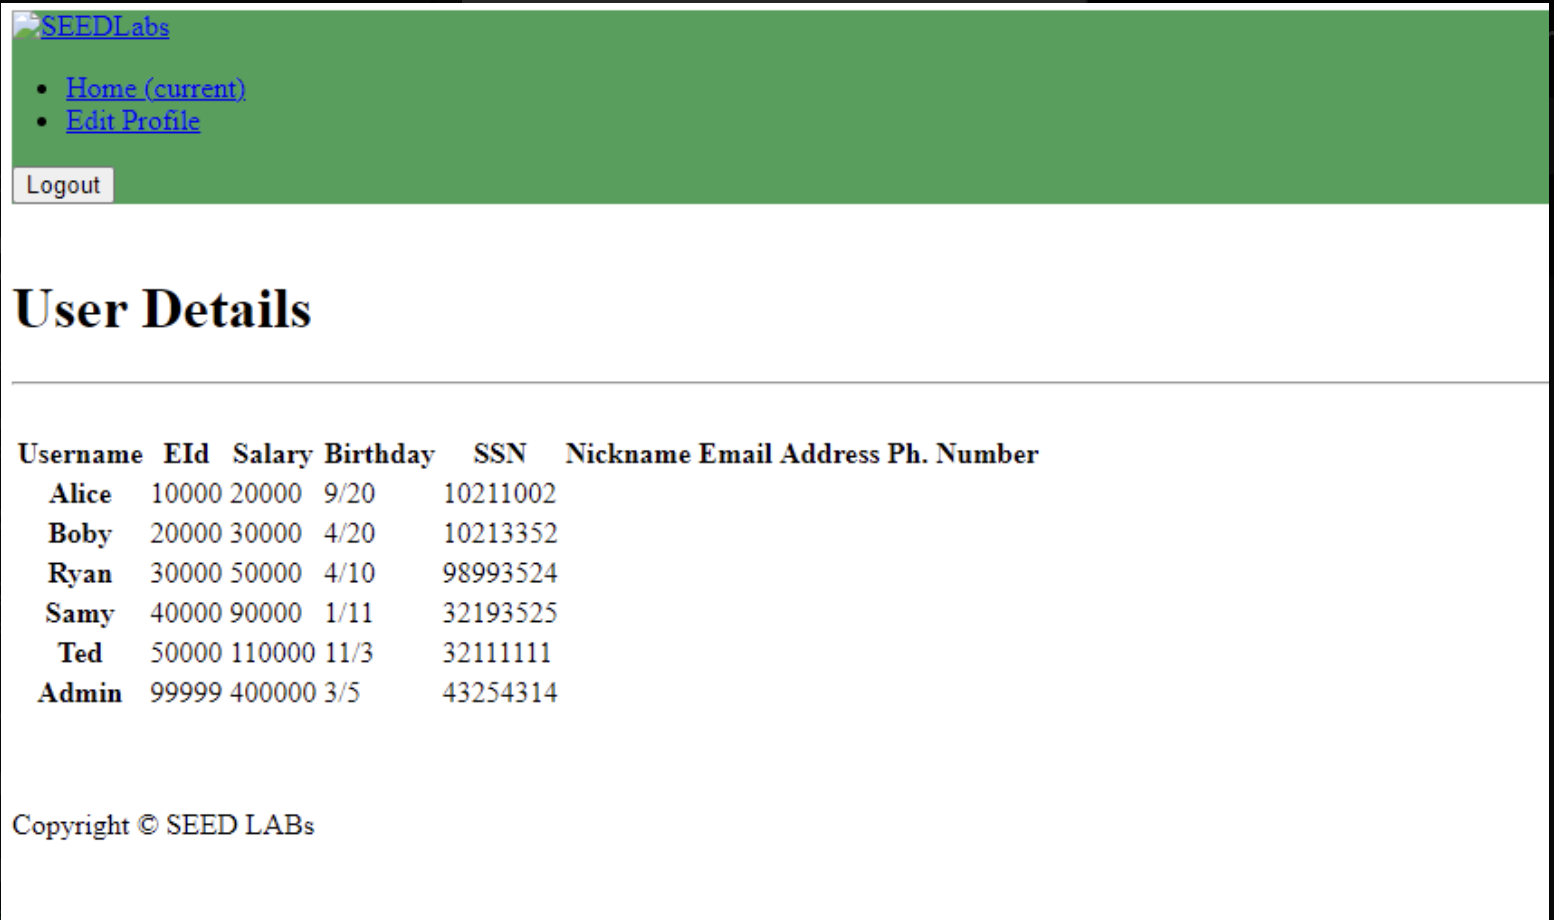 SEEDLabs
Home (current)
Edit Profile
Logout
User Details
Username EId Salary Birthday SSN Nickname Email Address Ph. Number
Alice 10000 20000 9/20 10211002
Boby 20000 30000 4/20 10213352
Ryan 30000 50000 4/10 98993524
Samy 40000 90000 1/11 32193525
Ted 50000 110000 11/3 32111111
Admin 99999 400000 3/5 43254314
Copyright © SEED LABs